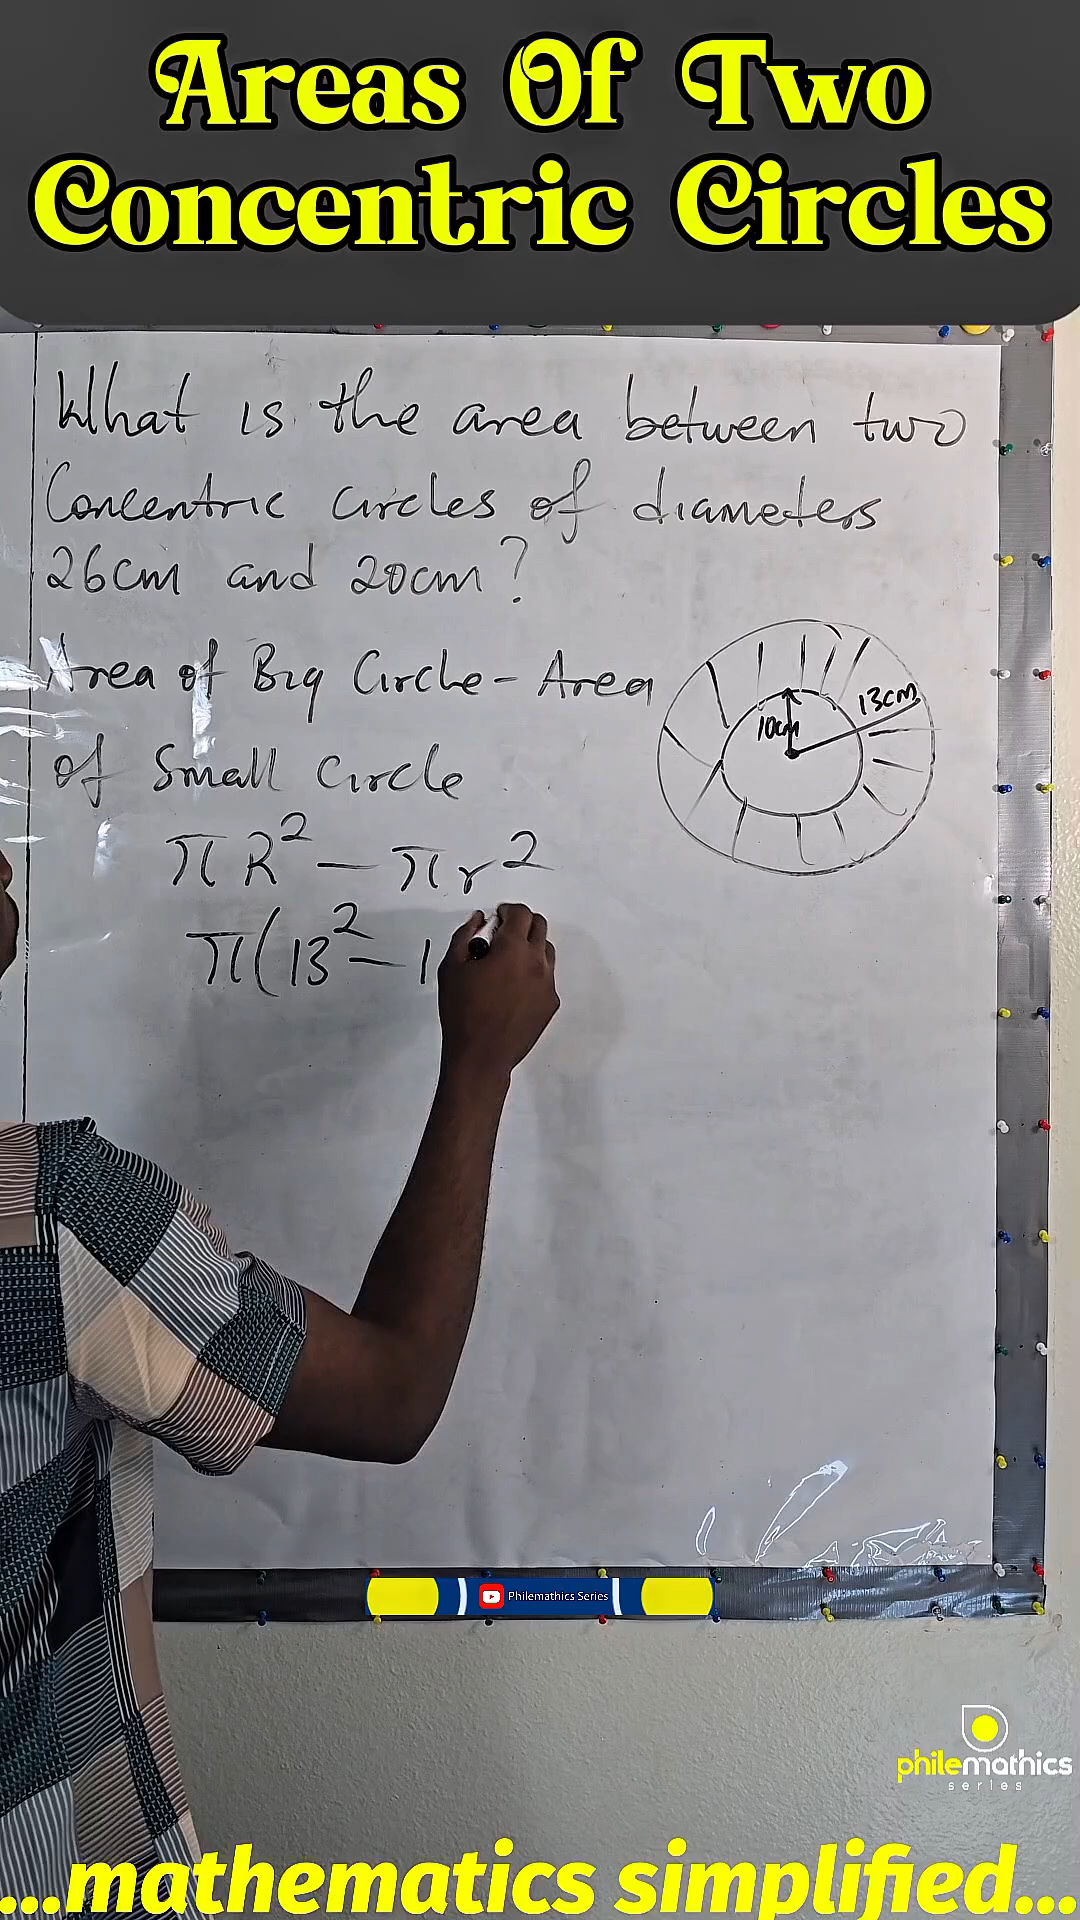 Areas Of Two
Concentric Circles
What is the area between two
Concentric circles of diameters
26cm and 20cm?
Area of Big Circle - Area
of Small Circle
13cm
10cm
πR² - πr²
π(13² - 1
Philemathics Series
philemathics
series
...mathematics simplified...